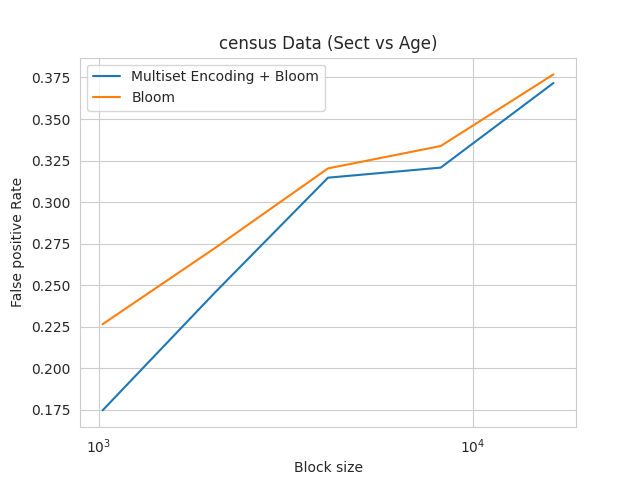 census Data (Sect vs Age)
Multiset Encoding + Bloom
Bloom
False positive Rate
0.375
0.350
0.325
0.300
0.275
0.250
0.225
0.200
0.175
10³
10⁴
Block size